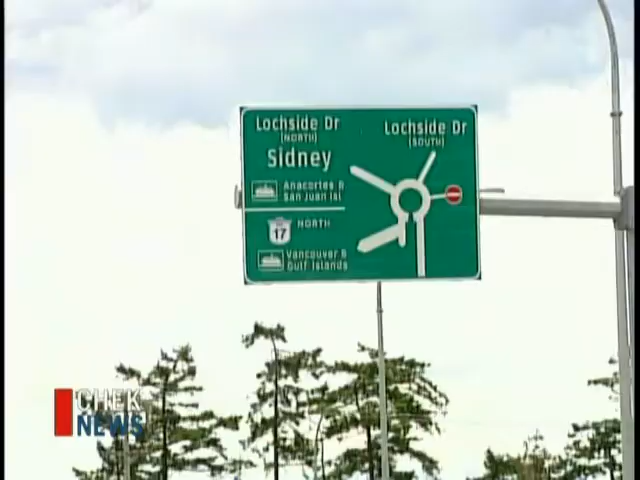 Lochside Dr
(NORTH)
Sidney
Anacortes &
San Juan Isl
17
NORTH
Vancouver &
Gulf Islands
Lochside Dr
(SOUTH)
CHEK
NEWS